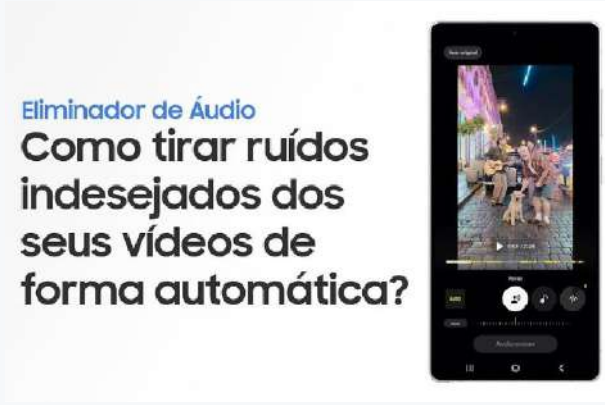 Eliminador de Áudio
Como tirar ruídos
indesejados dos
seus vídeos de
forma automática?